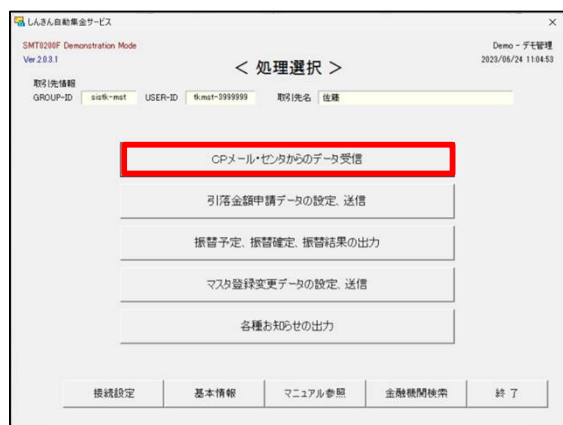 しんきん自動集金サービス
SMT0200F Demonstration Mode
Demo - デモ管理
Ver.2.0.3.1
2023/06/24 11:04:53
< 処理選択 >
取引先情報
GROUP-ID sistk-mst USER-ID tkmst-3999999 取引先名 佐藤
CPメール・センタからのデータ受信
引落金額申請データの設定、送信
振替予定、振替確定、振替結果の出力
マスタ登録変更データの設定、送信
各種お知らせの出力
接続設定 基本情報 マニュアル参照 金融機関検索 終 了